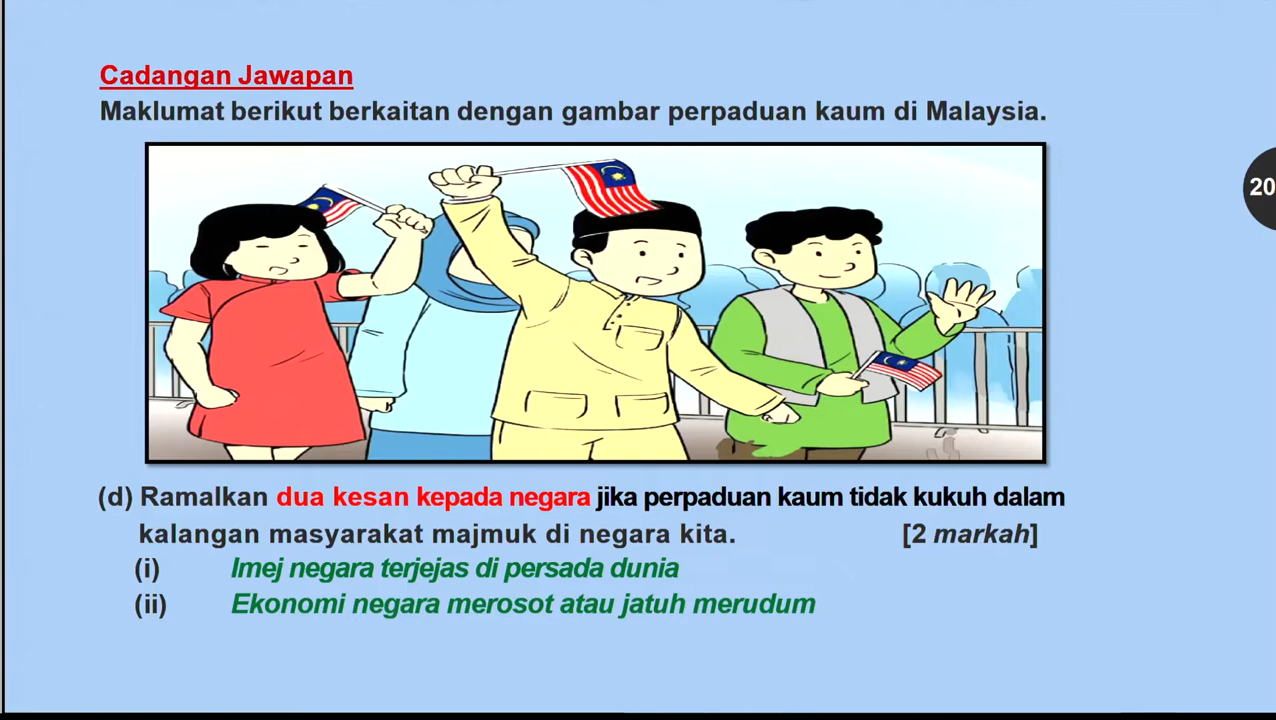 Cadangan Jawapan
Maklumat berikut berkaitan dengan gambar perpaduan kaum di Malaysia.
20
(d) Ramalkan dua kesan kepada negara jika perpaduan kaum tidak kukuh dalam
kalangan masyarakat majmuk di negara kita. [2 markah]
(i) Imej negara terjejas di persada dunia
(ii) Ekonomi negara merosot atau jatuh merudum